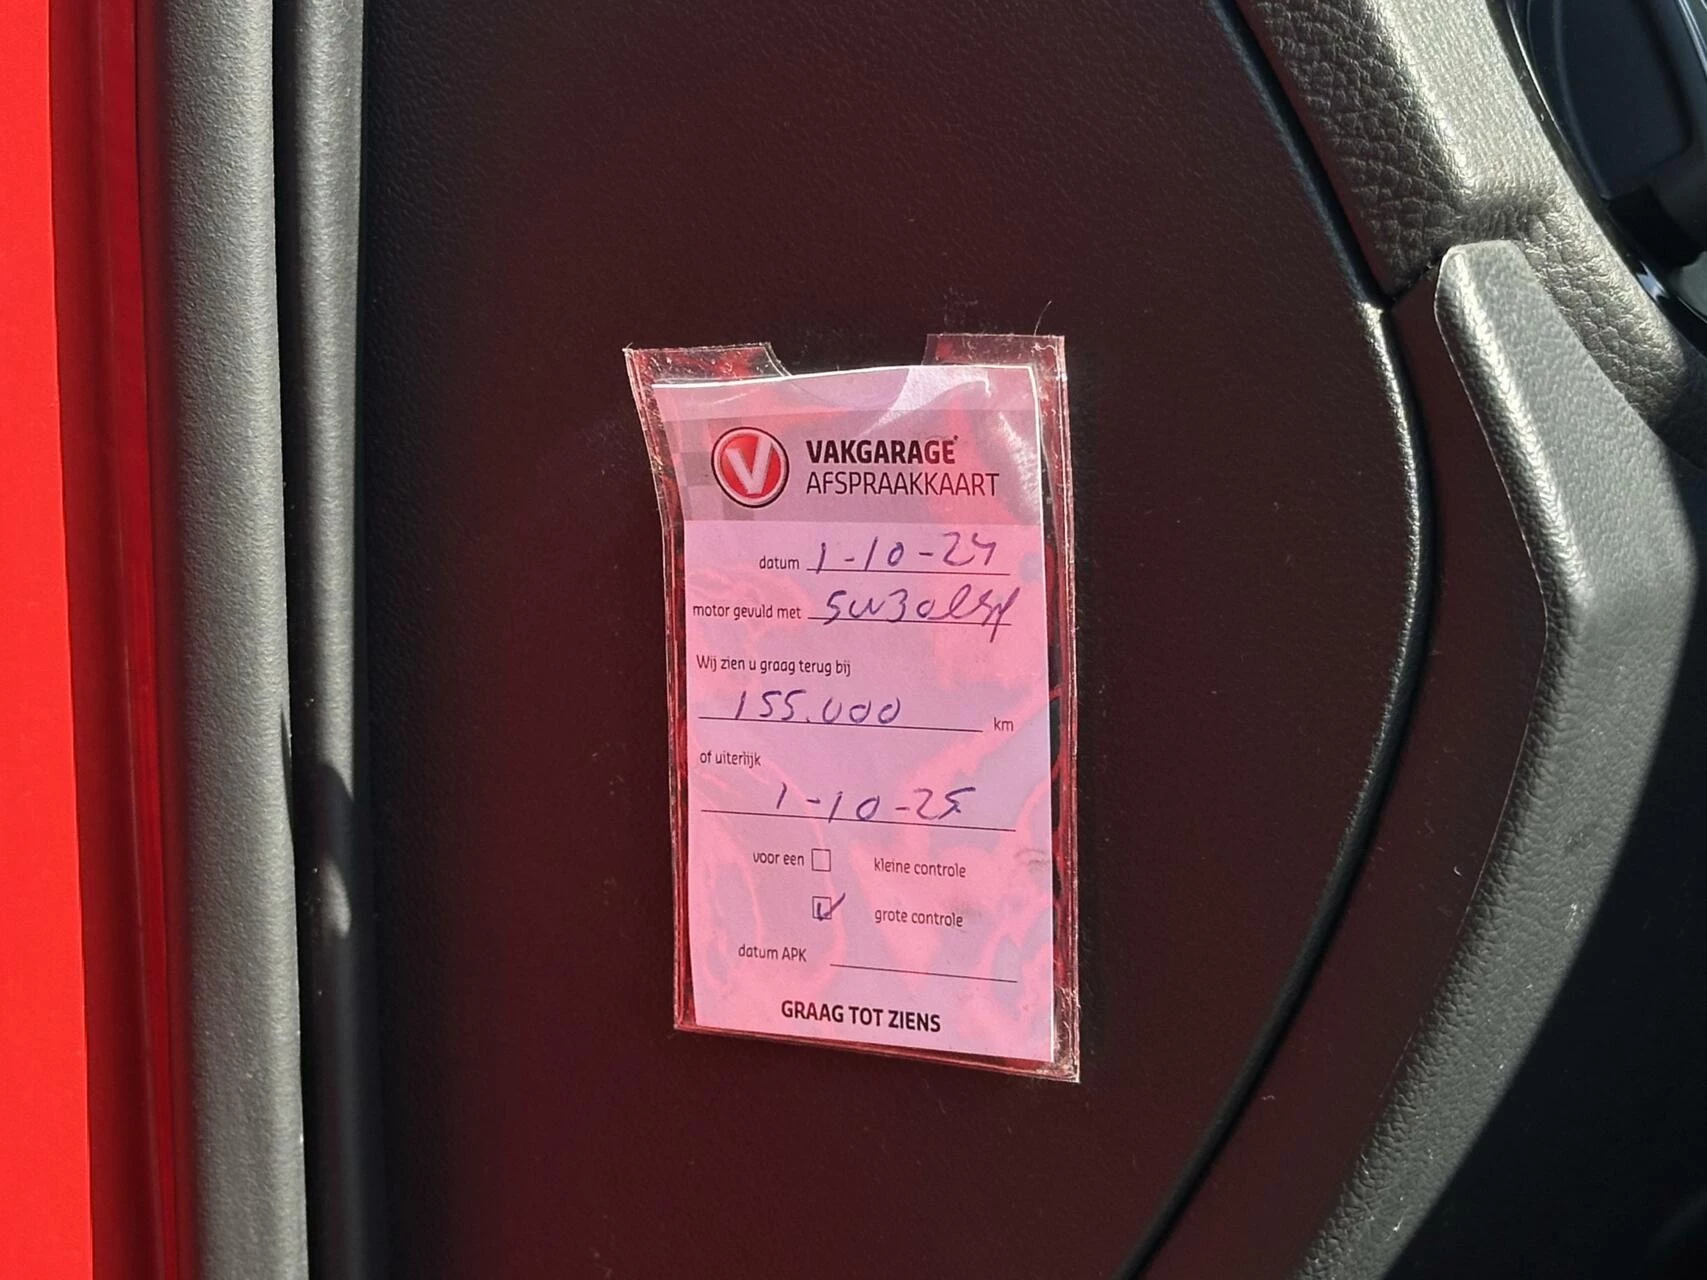 V
VAKGARAGE®
AFSPRAAKKAART
datum 1-10-24
motor gevuld met 5w30
Wij zien u graag terug bij
155.000 km
of uiterlijk
1-10-25
voor een kleine controle
grote controle
datum APK
GRAAG TOT ZIENS